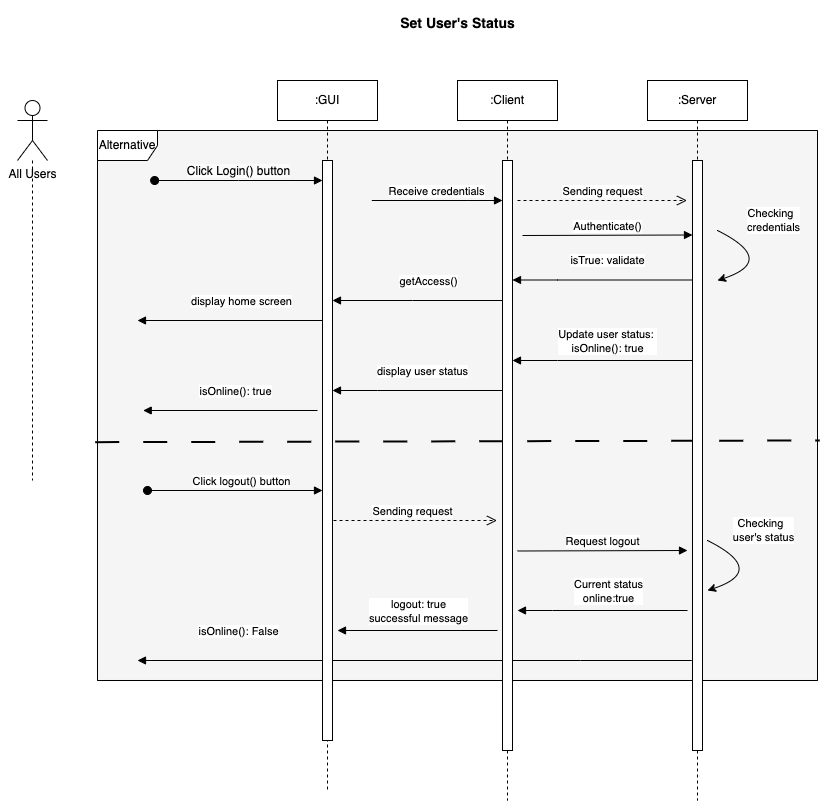 Set User's Status
:GUI
:Client
:Server
Alternative
All Users
Click Login() button
Receive credentials
Sending request
Checking
credentials
Authenticate()
isTrue: validate
getAccess()
display home screen
Update user status:
isOnline(): true
display user status
isOnline(): true
Click logout() button
Sending request
Checking
user's status
Request logout
Current status
online:true
logout: true
successful message
isOnline(): False